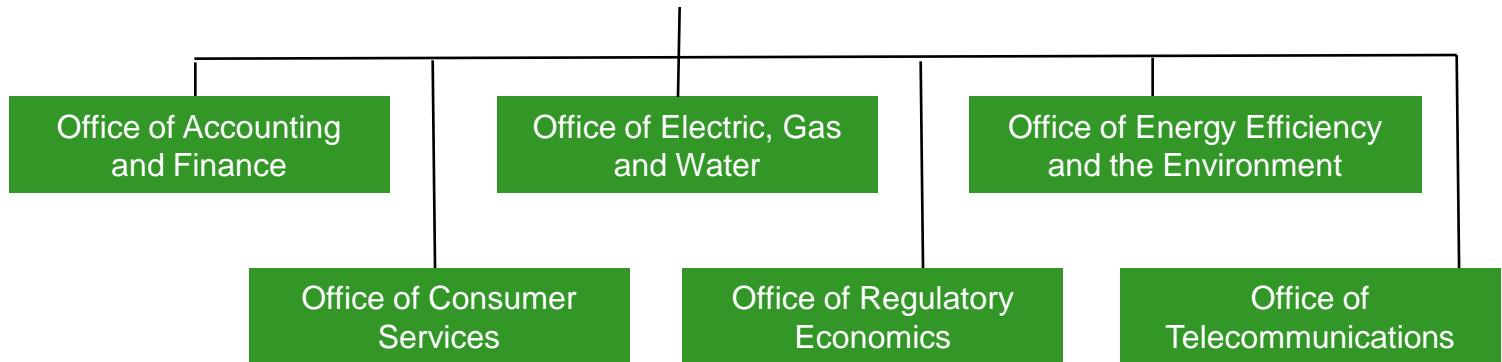 Office of Accounting
and Finance
Office of Electric, Gas
and Water
Office of Energy Efficiency
and the Environment
Office of Consumer
Services
Office of Regulatory
Economics
Office of
Telecommunications